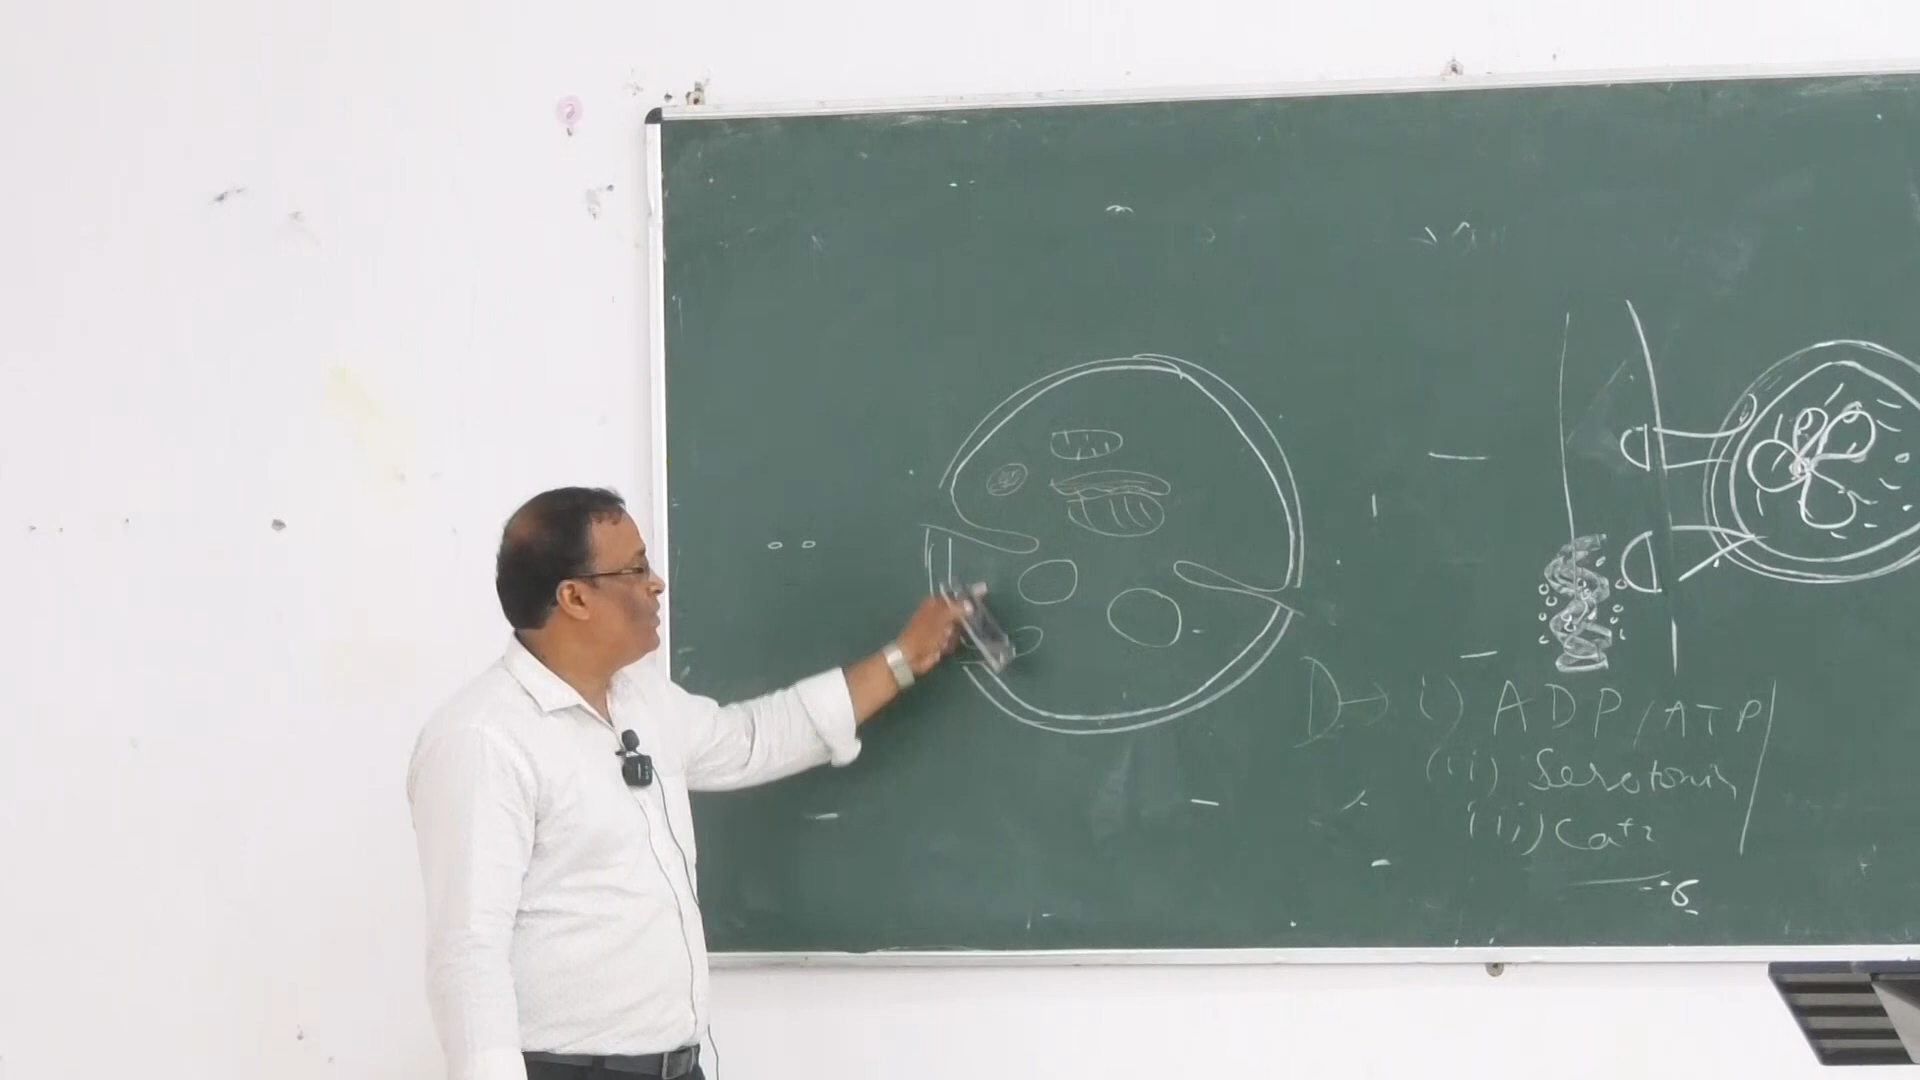 D→ i) ADP/ATP
(ii) Serotonin
(iii) Ca+2